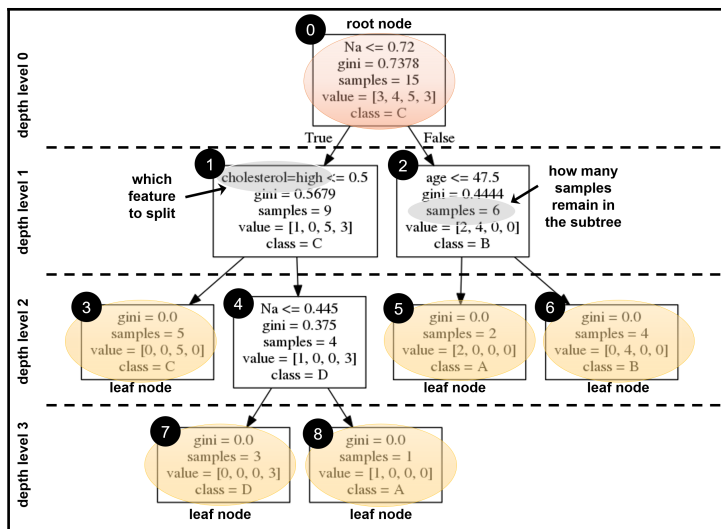 root node
0
Na <= 0.72
gini = 0.7378
samples = 15
value = [3, 4, 5, 3]
class = C
depth level 0
True
False
1
cholesterol=high <= 0.5
gini = 0.5679
samples = 9
value = [1, 0, 5, 3]
class = C
which
feature
to split
2
age <= 47.5
gini = 0.4444
samples = 6
value = [2, 4, 0, 0]
class = B
how many
samples
remain in
the subtree
depth level 1
3
gini = 0.0
samples = 5
value = [0, 0, 5, 0]
class = C
leaf node
4
Na <= 0.445
gini = 0.375
samples = 4
value = [1, 0, 0, 3]
class = D
5
gini = 0.0
samples = 2
value = [2, 0, 0, 0]
class = A
leaf node
6
gini = 0.0
samples = 4
value = [0, 4, 0, 0]
class = B
leaf node
depth level 2
7
gini = 0.0
samples = 3
value = [0, 0, 0, 3]
class = D
leaf node
8
gini = 0.0
samples = 1
value = [1, 0, 0, 0]
class = A
leaf node
depth level 3